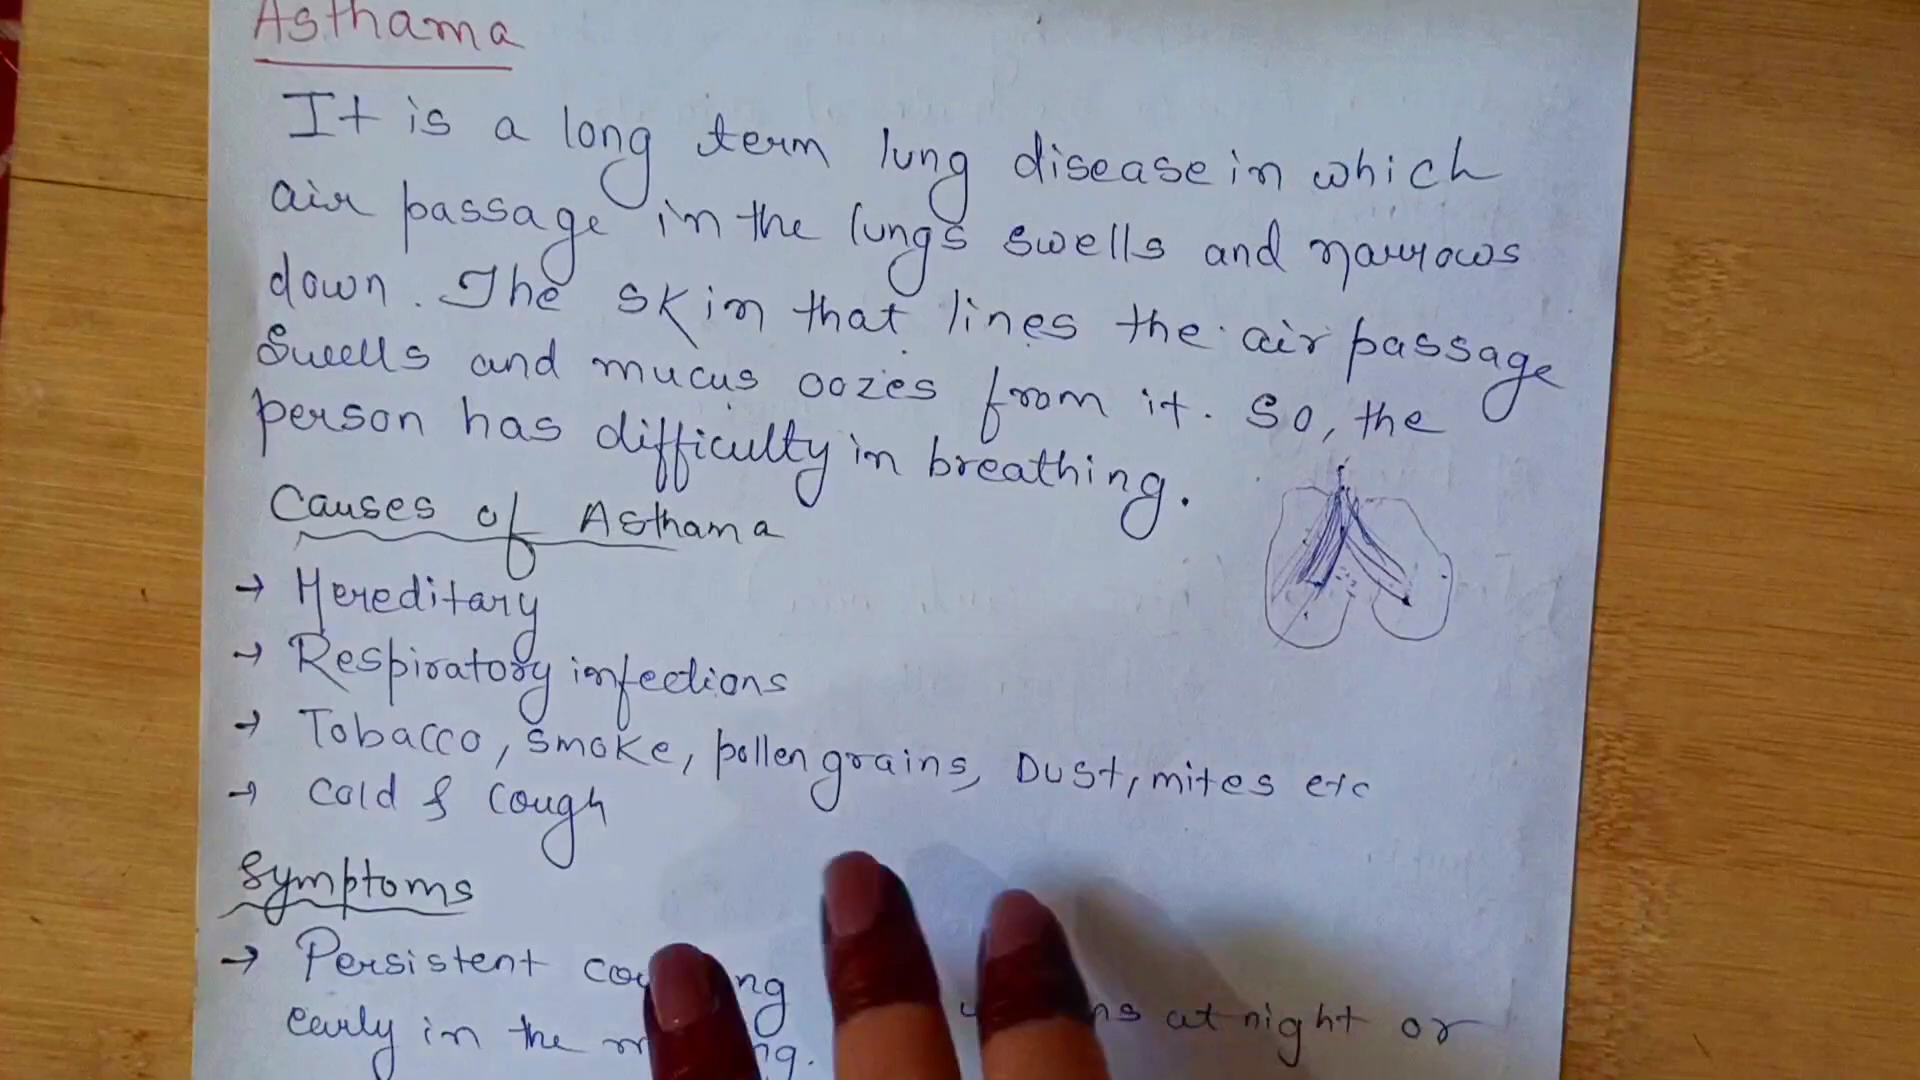 Asthama
It is a long term lung disease in which
air passage in the lungs swells and narrows
down. The skin that lines the air passage
Swells and mucus oozes from it. So, the
person has difficulty in breathing.
Causes of Asthama
→ Hereditary
→ Respiratory infections
→ Tobacco, smoke, pollen grains, Dust, mites etc
→ Cold & Cough
Symptoms
→ Persistent at night or
early in the